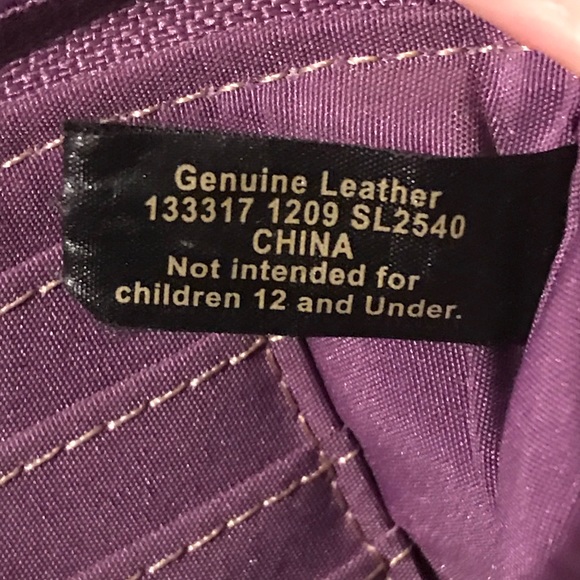 Genuine Leather
133317 1209 SL2540
CHINA
Not intended for
children 12 and Under.